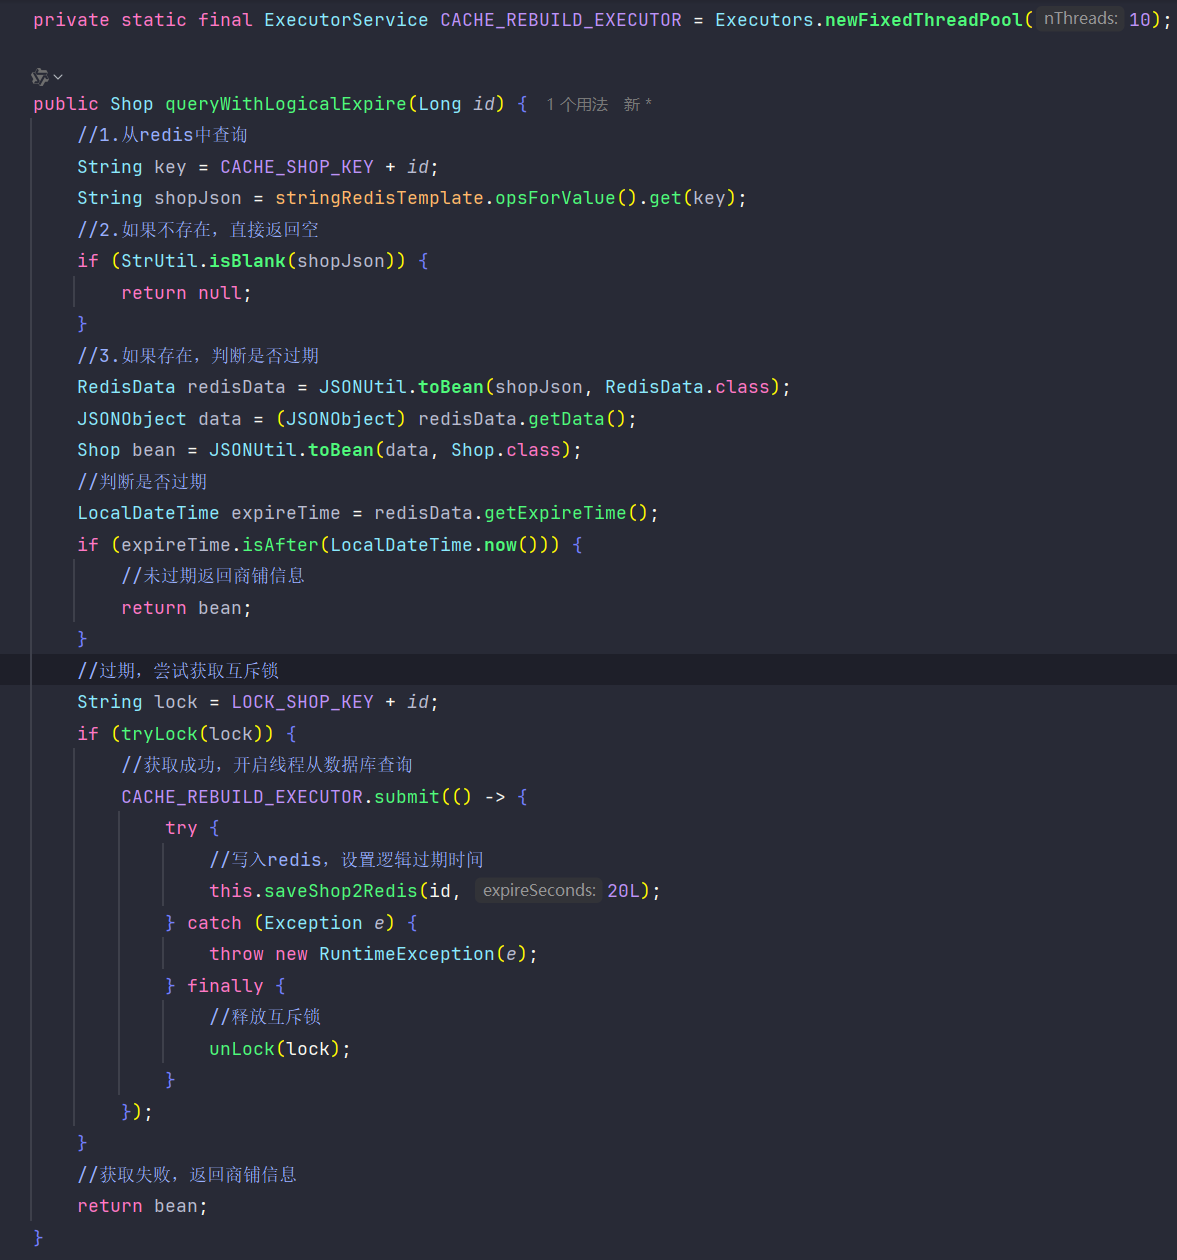 private static final ExecutorService CACHE_REBUILD_EXECUTOR = Executors.newFixedThreadPool( nThreads: 10);
public Shop queryWithLogicalExpire(Long id) { 1 个用法 新 *
//1.从redis中查询
String key = CACHE_SHOP_KEY + id;
String shopJson = stringRedisTemplate.opsForValue().get(key);
//2.如果不存在，直接返回空
if (StrUtil.isBlank(shopJson)) {
return null;
}
//3.如果存在，判断是否过期
RedisData redisData = JSONUtil.toBean(shopJson, RedisData.class);
JSONObject data = (JSONObject) redisData.getData();
Shop bean = JSONUtil.toBean(data, Shop.class);
//判断是否过期
LocalDateTime expireTime = redisData.getExpireTime();
if (expireTime.isAfter(LocalDateTime.now())) {
//未过期返回商铺信息
return bean;
}
//过期，尝试获取互斥锁
String lock = LOCK_SHOP_KEY + id;
if (tryLock(lock)) {
//获取成功，开启线程从数据库查询
CACHE_REBUILD_EXECUTOR.submit(() -> {
try {
//写入redis，设置逻辑过期时间
this.saveShop2Redis(id, expireSeconds: 20L);
} catch (Exception e) {
throw new RuntimeException(e);
} finally {
//释放互斥锁
unLock(lock);
}
});
}
//获取失败，返回商铺信息
return bean;
}